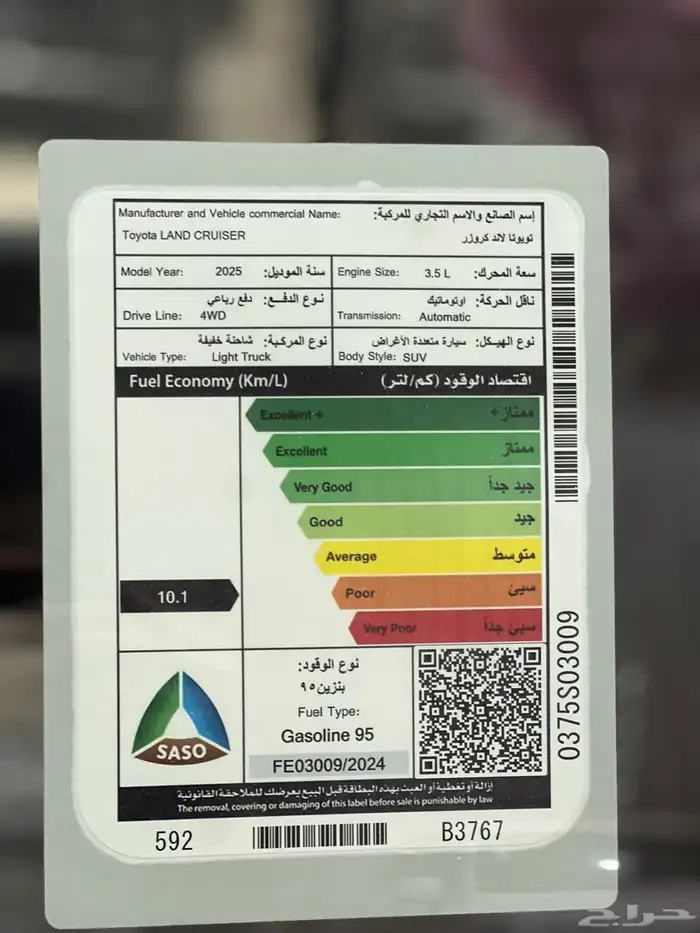 Manufacturer and Vehicle commercial Name: إسم الصانع والاسم التجاري للمركبة:
Toyota LAND CRUISER تويوتا لاند كروزر
Model Year: 2025 سنة الموديل: Engine Size: 3.5 L سعة المحرك:
نوع الدفع: دفع رباعي
Drive Line: 4WD
ناقل الحركة: اوتوماتيك
Transmission: Automatic
نوع المركبة: شاحنة خفيفة
Vehicle Type: Light Truck
نوع الهيكل: سيارة متعددة الأغراض
Body Style: SUV
Fuel Economy (Km/L) اقتصاد الوقود (كم/لتر)
Excellent + ممتاز +
Excellent ممتاز
Very Good جيد جداً
Good جيد
Average متوسط
10.1 Poor سيئ
Very Poor سيئ جداً
SASO
نوع الوقود:
بنزين ٩٥
Fuel Type:
Gasoline 95
FE03009/2024
إزالة أو تغطية أو العبث بهذه البطاقة قبل البيع يعرضك للملاحقة القانونية
The removal, covering or damaging of this label before sale is punishable by law
592 B3767
0375S03009
حراج